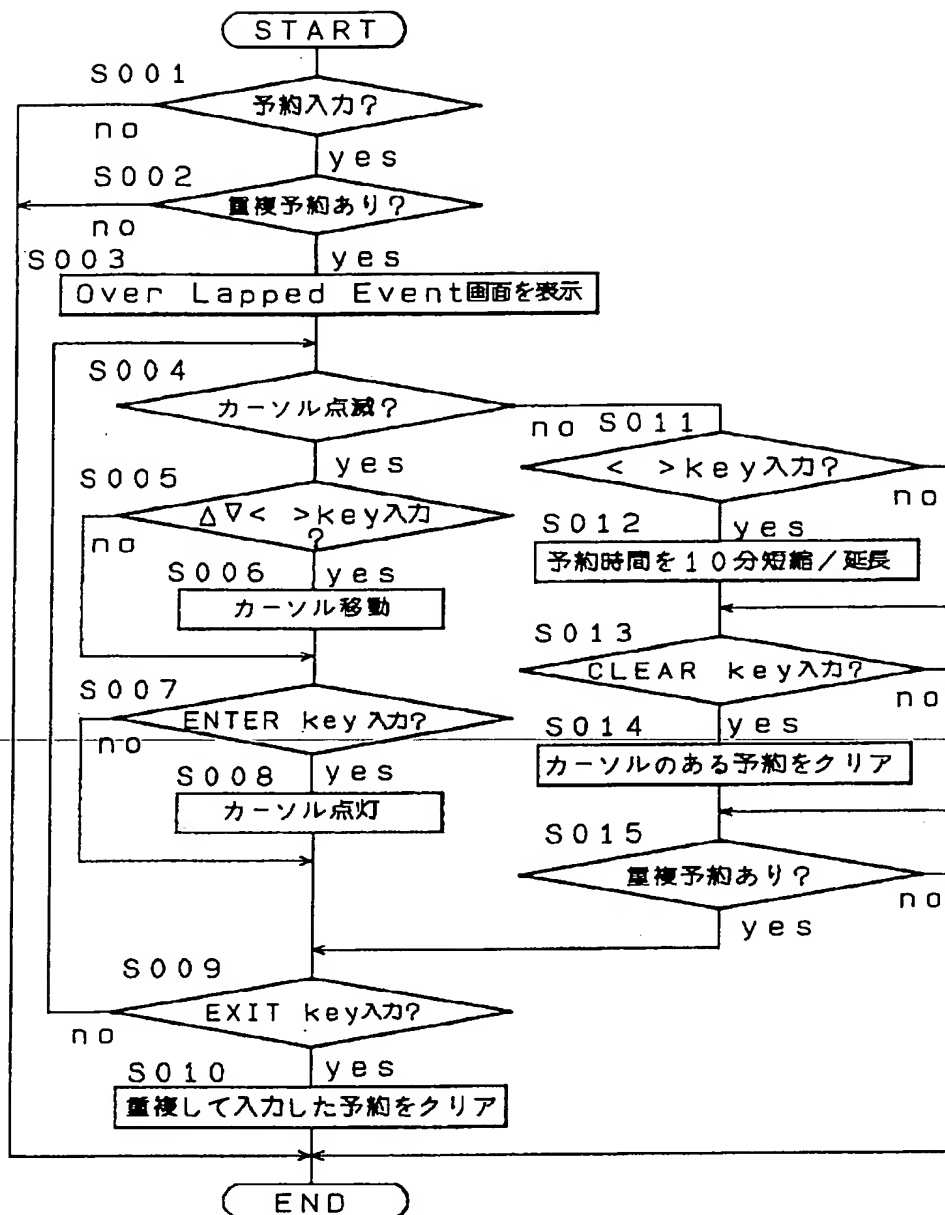 START
S001
予約入力?
no
yes
S002
重複予約あり?
no
yes
S003
Over Lapped Event画面を表示
S004
カーソル点滅?
no
yes
S005
△▽< >key入力
?
no
yes
S006
カーソル移動
S007
ENTER key入力?
no
yes
S008
カーソル点灯
S011
< >key入力?
no
yes
S012
予約時間を10分短縮/延長
S013
CLEAR key入力?
no
yes
S014
カーソルのある予約をクリア
S015
重複予約あり?
no
yes
S009
EXIT key入力?
no
yes
S010
重複して入力した予約をクリア
END